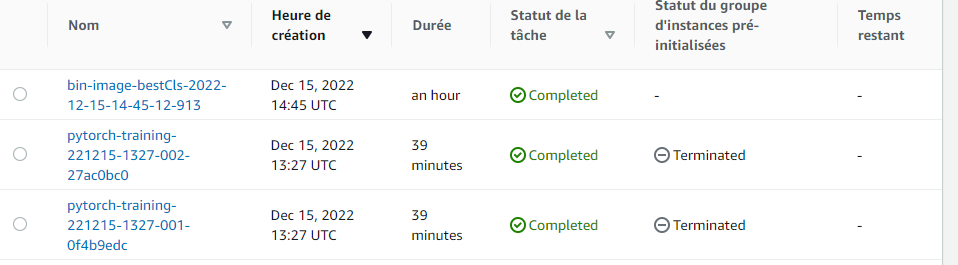 Nom
Heure de
création
Durée
Statut de la
tâche
Statut du groupe
d'instances pré-
initialisées
Temps
restant
bin-image-bestCls-2022-
12-15-14-45-12-913
Dec 15, 2022
14:45 UTC
an hour
Completed
-
-
pytorch-training-
221215-1327-002-
27ac0bc0
Dec 15, 2022
13:27 UTC
39
minutes
Completed
Terminated
-
pytorch-training-
221215-1327-001-
0f4b9edc
Dec 15, 2022
13:27 UTC
39
minutes
Completed
Terminated
-